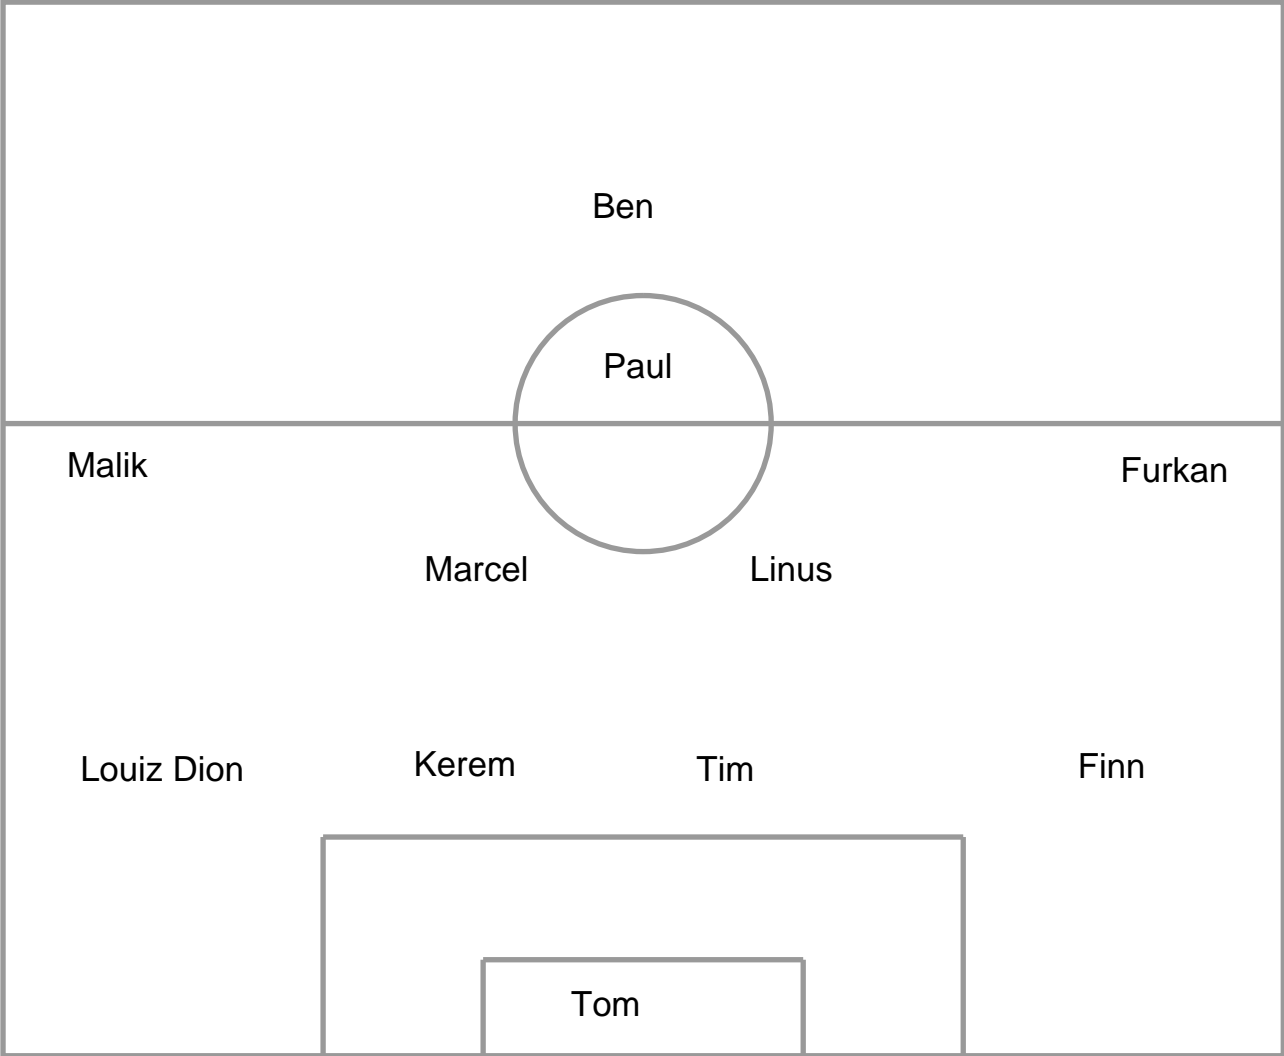 Ben
Paul
Malik
Furkan
Marcel
Linus
Louiz Dion
Kerem
Tim
Finn
Tom